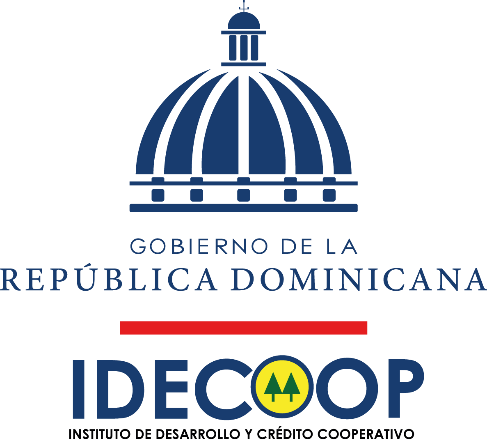 GOBIERNO DE LA
REPÚBLICA DOMINICANA
IDECOOP
INSTITUTO DE DESARROLLO Y CRÉDITO COOPERATIVO